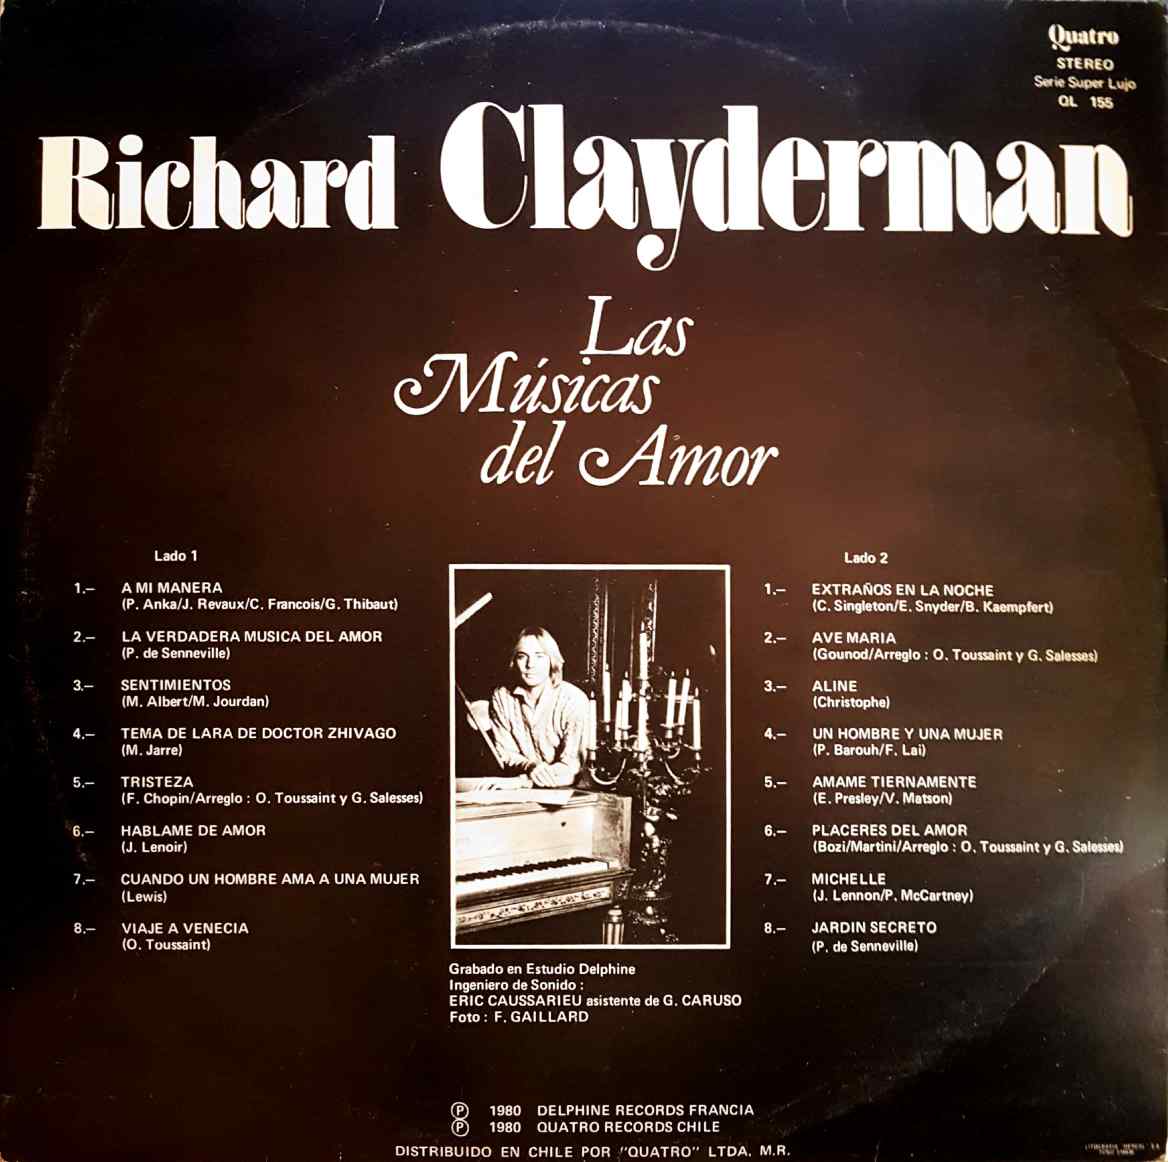 Quatro
STEREO
Serie Super Lujo
QL 155
Richard Clayderman
Las
Músicas
del Amor
Lado 1
1.– A MI MANERA
(P. Anka/J. Revaux/C. Francois/G. Thibaut)
2.– LA VERDADERA MUSICA DEL AMOR
(P. de Senneville)
3.– SENTIMIENTOS
(M. Albert/M. Jourdan)
4.– TEMA DE LARA DE DOCTOR ZHIVAGO
(M. Jarre)
5.– TRISTEZA
(F. Chopin/Arreglo : O. Toussaint y G. Salesses)
6.– HABLAME DE AMOR
(J. Lenoir)
7.– CUANDO UN HOMBRE AMA A UNA MUJER
(Lewis)
8.– VIAJE A VENECIA
(O. Toussaint)
Lado 2
1.– EXTRAÑOS EN LA NOCHE
(C. Singleton/E. Snyder/B. Kaempfert)
2.– AVE MARIA
(Gounod/Arreglo : O. Toussaint y G. Salesses)
3.– ALINE
(Christophe)
4.– UN HOMBRE Y UNA MUJER
(P. Barouh/F. Lai)
5.– AMAME TIERNAMENTE
(E. Presley/V. Matson)
6.– PLACERES DEL AMOR
(Bozi/Martini/Arreglo : O. Toussaint y G. Salesses)
7.– MICHELLE
(J. Lennon/P. McCartney)
8.– JARDIN SECRETO
(P. de Senneville)
Grabado en Estudio Delphine
Ingeniero de Sonido :
ERIC CAUSSARIEU asistente de G. CARUSO
Foto : F. GAILLARD
Ⓟ 1980 DELPHINE RECORDS FRANCIA
Ⓟ 1980 QUATRO RECORDS CHILE
DISTRIBUIDO EN CHILE POR "QUATRO" LTDA. M.R.